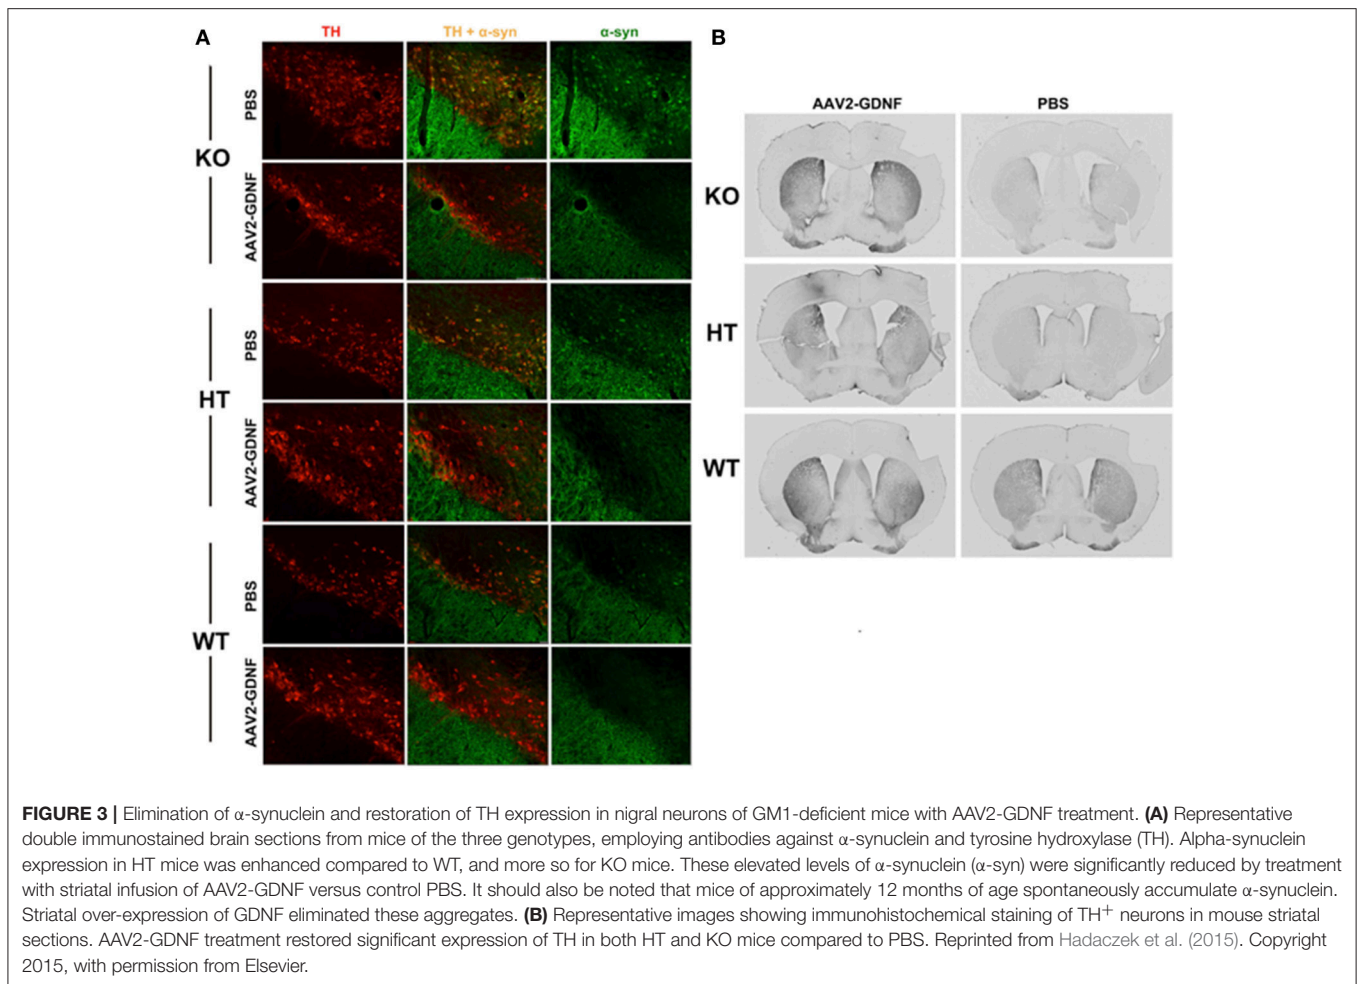 A
TH
TH + α-syn
α-syn
KO
PBS
AAV2-GDNF
HT
PBS
AAV2-GDNF
WT
PBS
AAV2-GDNF
B
AAV2-GDNF
PBS
KO
HT
WT
FIGURE 3 | Elimination of α-synuclein and restoration of TH expression in nigral neurons of GM1-deficient mice with AAV2-GDNF treatment. (A) Representative
double immunostained brain sections from mice of the three genotypes, employing antibodies against α-synuclein and tyrosine hydroxylase (TH). Alpha-synuclein
expression in HT mice was enhanced compared to WT, and more so for KO mice. These elevated levels of α-synuclein (α-syn) were significantly reduced by treatment
with striatal infusion of AAV2-GDNF versus control PBS. It should also be noted that mice of approximately 12 months of age spontaneously accumulate α-synuclein.
Striatal over-expression of GDNF eliminated these aggregates. (B) Representative images showing immunohistochemical staining of TH+ neurons in mouse striatal
sections. AAV2-GDNF treatment restored significant expression of TH in both HT and KO mice compared to PBS. Reprinted from Hadaczek et al. (2015). Copyright
2015, with permission from Elsevier.